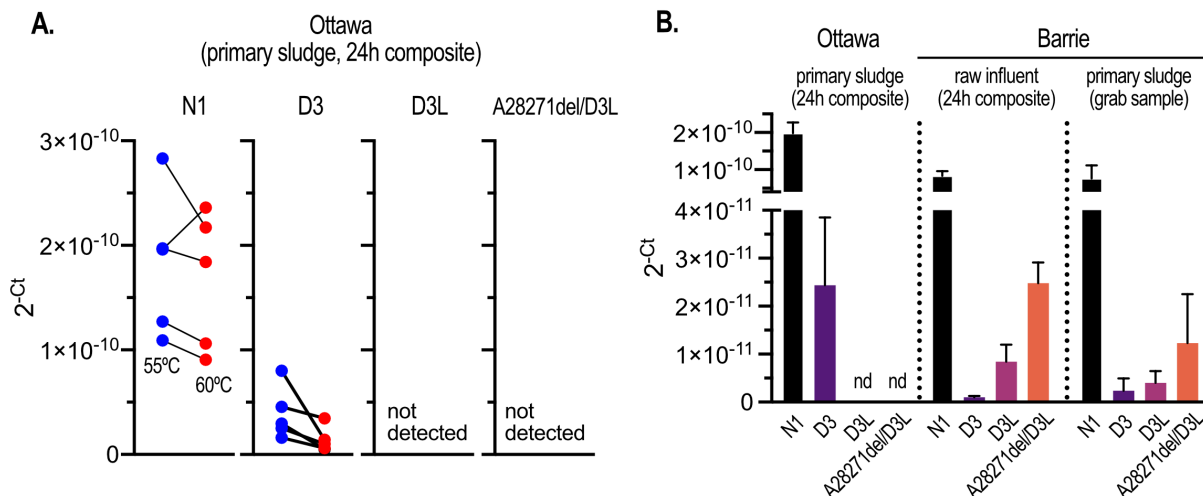 A.
Ottawa
(primary sludge, 24h composite)
N1
D3
D3L
A28271del/D3L
3×10⁻¹⁰
2×10⁻¹⁰
1×10⁻¹⁰
0
2⁻ᶜᵗ
55ºC
60ºC
not
detected
not
detected
B.
Ottawa
Barrie
primary sludge
(24h composite)
raw influent
(24h composite)
primary sludge
(grab sample)
2×10⁻¹⁰
1×10⁻¹⁰
4×10⁻¹¹
3×10⁻¹¹
2×10⁻¹¹
1×10⁻¹¹
0
2⁻ᶜᵗ
nd
nd
N1
D3
D3L
A28271del/D3L
N1
D3
D3L
A28271del/D3L
N1
D3
D3L
A28271del/D3L